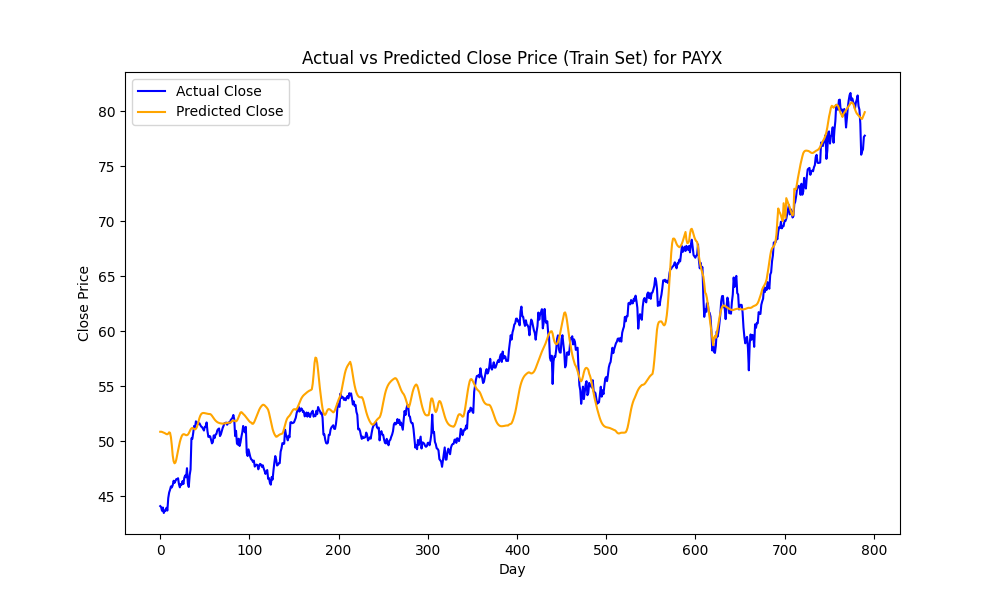 Actual vs Predicted Close Price (Train Set) for PAYX
Actual Close
Predicted Close
Close Price
80
75
70
65
60
55
50
45
0 100 200 300 400 500 600 700 800
Day